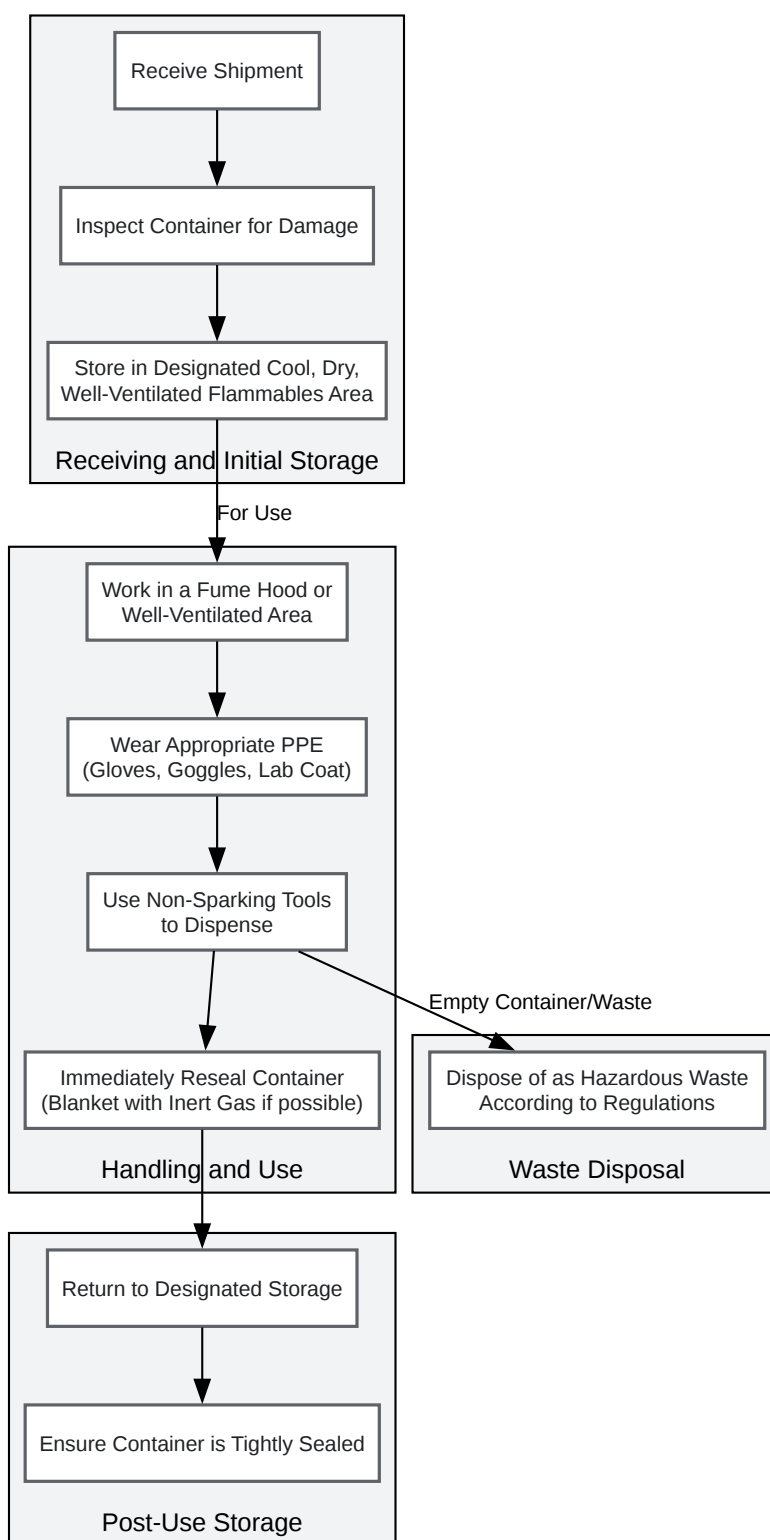 Receive Shipment
Inspect Container for Damage
Store in Designated Cool, Dry,
Well-Ventilated Flammables Area
Receiving and Initial Storage
For Use
Work in a Fume Hood or
Well-Ventilated Area
Wear Appropriate PPE
(Gloves, Goggles, Lab Coat)
Use Non-Sparking Tools
to Dispense
Empty Container/Waste
Immediately Reseal Container
(Blanket with Inert Gas if possible)
Handling and Use
Dispose of as Hazardous Waste
According to Regulations
Waste Disposal
Return to Designated Storage
Ensure Container is Tightly Sealed
Post-Use Storage